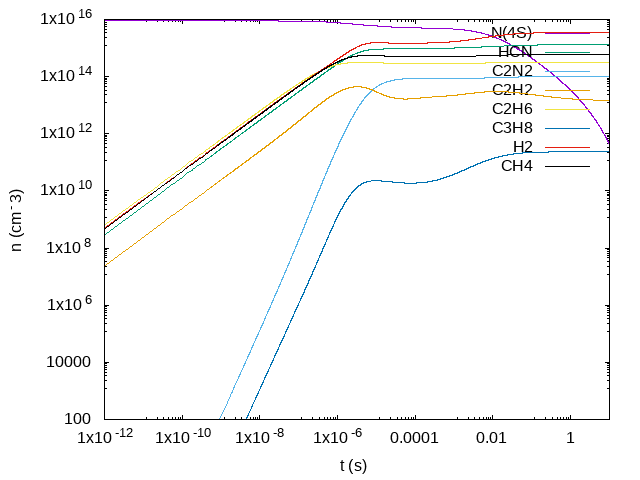 1x10^16
1x10^14
1x10^12
1x10^10
1x10^8
1x10^6
10000
100
n (cm^-3)
N(4S)
HCN
C2N2
C2H2
C2H6
C3H8
H2
CH4
1x10^-12 1x10^-10 1x10^-8 1x10^-6 0.0001 0.01 1
t (s)